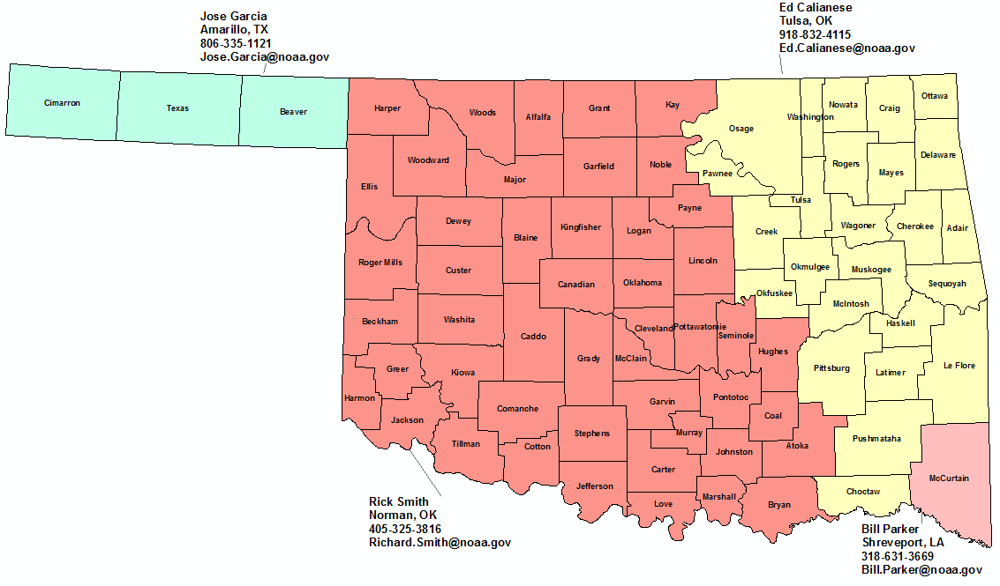 Jose Garcia
Amarillo, TX
806-335-1121
Jose.Garcia@noaa.gov
Ed Calianese
Tulsa, OK
918-832-4115
Ed.Calianese@noaa.gov
Cimarron
Texas
Beaver
Harper
Woods
Alfalfa
Grant
Kay
Osage
Washington
Nowata
Craig
Ottawa
Woodward
Major
Garfield
Noble
Pawnee
Rogers
Mayes
Delaware
Ellis
Dewey
Blaine
Kingfisher
Logan
Payne
Creek
Tulsa
Wagoner
Cherokee
Adair
Roger Mills
Custer
Canadian
Oklahoma
Lincoln
Okmulgee
Muskogee
Sequoyah
Okfuskee
McIntosh
Haskell
Beckham
Washita
Caddo
Grady
Cleveland
McClain
Pottawatomie
Seminole
Hughes
Pittsburg
Latimer
Le Flore
Greer
Kiowa
Harmon
Jackson
Comanche
Garvin
Pontotoc
Coal
Tillman
Cotton
Stephens
Murray
Johnston
Atoka
Pushmataha
McCurtain
Jefferson
Carter
Love
Marshall
Bryan
Choctaw
Rick Smith
Norman, OK
405-325-3816
Richard.Smith@noaa.gov
Bill Parker
Shreveport, LA
318-631-3669
Bill.Parker@noaa.gov